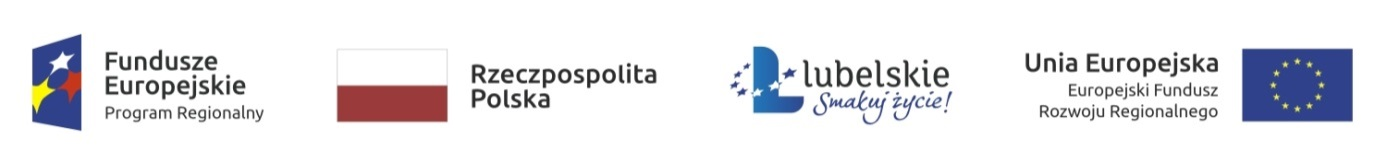 Fundusze
Europejskie
Program Regionalny
Rzeczpospolita
Polska
lubelskie
Smakuj życie!
Unia Europejska
Europejski Fundusz
Rozwoju Regionalnego